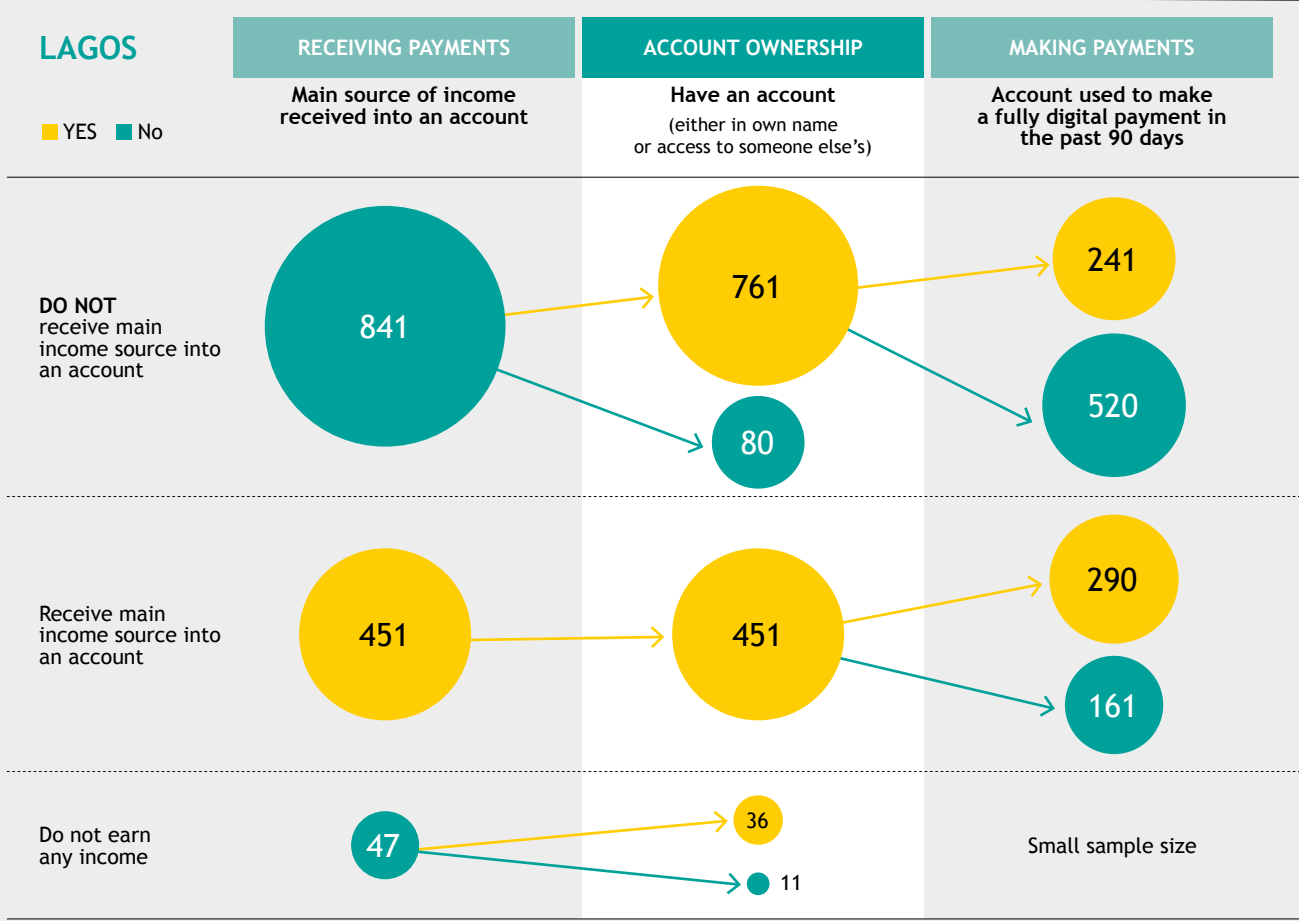 LAGOS
YES No
RECEIVING PAYMENTS
Main source of income
received into an account
ACCOUNT OWNERSHIP
Have an account
(either in own name
or access to someone else's)
MAKING PAYMENTS
Account used to make
a fully digital payment in
the past 90 days
DO NOT
receive main
income source into
an account
841
761
80
241
520
Receive main
income source into
an account
451
451
290
161
Do not earn
any income
47
36
11
Small sample size